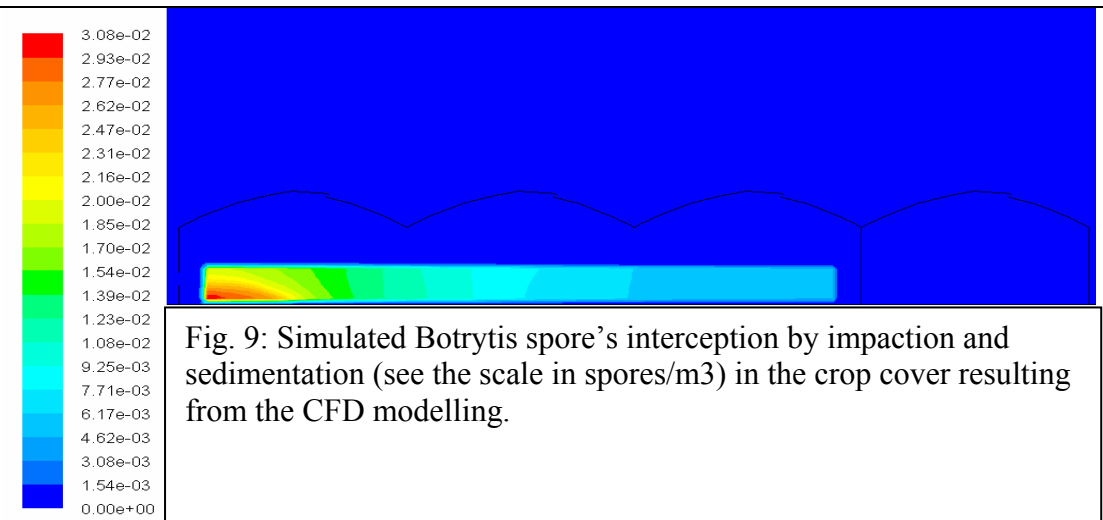 3.08e-02
2.93e-02
2.77e-02
2.62e-02
2.47e-02
2.31e-02
2.16e-02
2.00e-02
1.85e-02
1.70e-02
1.54e-02
1.39e-02
1.23e-02
1.08e-02
9.25e-03
7.71e-03
6.17e-03
4.62e-03
3.08e-03
1.54e-03
0.00e+00
Fig. 9: Simulated Botrytis spore’s interception by impaction and
sedimentation (see the scale in spores/m3) in the crop cover resulting
from the CFD modelling.